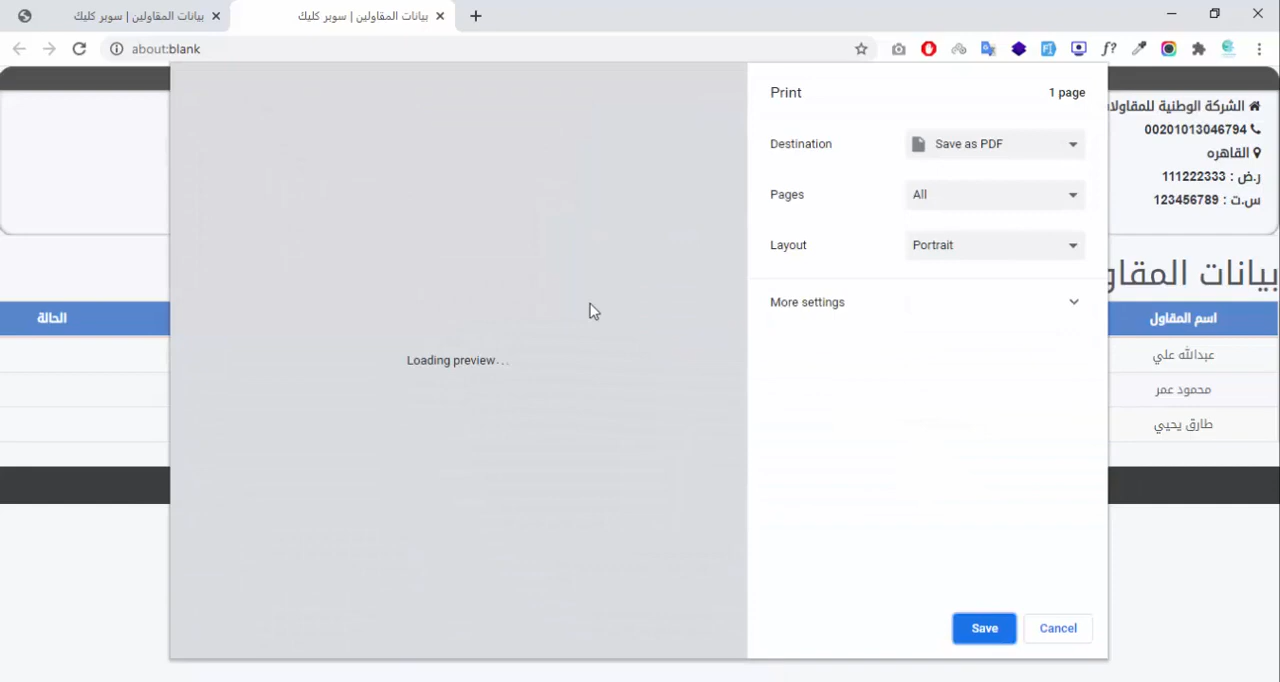 بيانات المقاولين | سوبر كليك
بيانات المقاولين | سوبر كليك
about:blank
Print
1 page
Destination
Save as PDF
Pages
All
Layout
Portrait
More settings
Loading preview...
Save
Cancel
الشركة الوطنية للمقاولا
00201013046794
القاهره
ر.ض : 111222333
س.ت : 123456789
بيانات المقاو
اسم المقاول
الحالة
عبدالله علي
محمود عمر
طارق يحيي